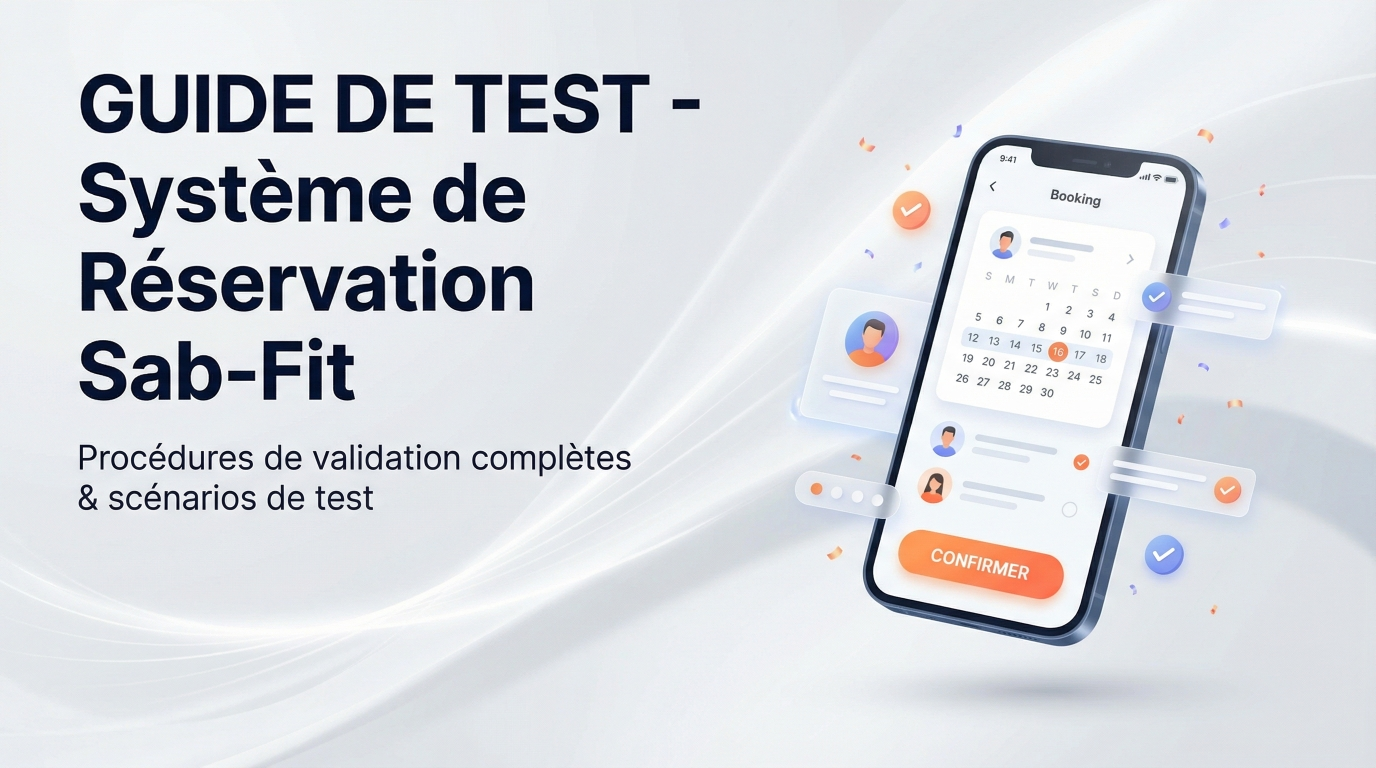 GUIDE DE TEST -
Système de
Réservation
Sab-Fit
Procédures de validation complètes
& scénarios de test
9:41
Booking
S M T W T S D
1 2 3 4
5 6 7 8 9 10 11
12 13 14 15 16 17 18
19 20 21 22 23 24 25
26 27 28 29 30
CONFIRMER